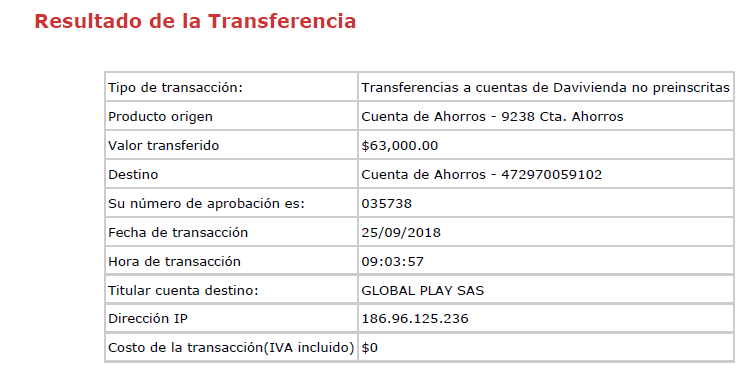 Resultado de la Transferencia
Tipo de transacción: Transferencias a cuentas de Davivienda no preinscritas
Producto origen Cuenta de Ahorros - 9238 Cta. Ahorros
Valor transferido $63,000.00
Destino Cuenta de Ahorros - 472970059102
Su número de aprobación es: 035738
Fecha de transacción 25/09/2018
Hora de transacción 09:03:57
Titular cuenta destino: GLOBAL PLAY SAS
Dirección IP 186.96.125.236
Costo de la transacción(IVA incluido) $0